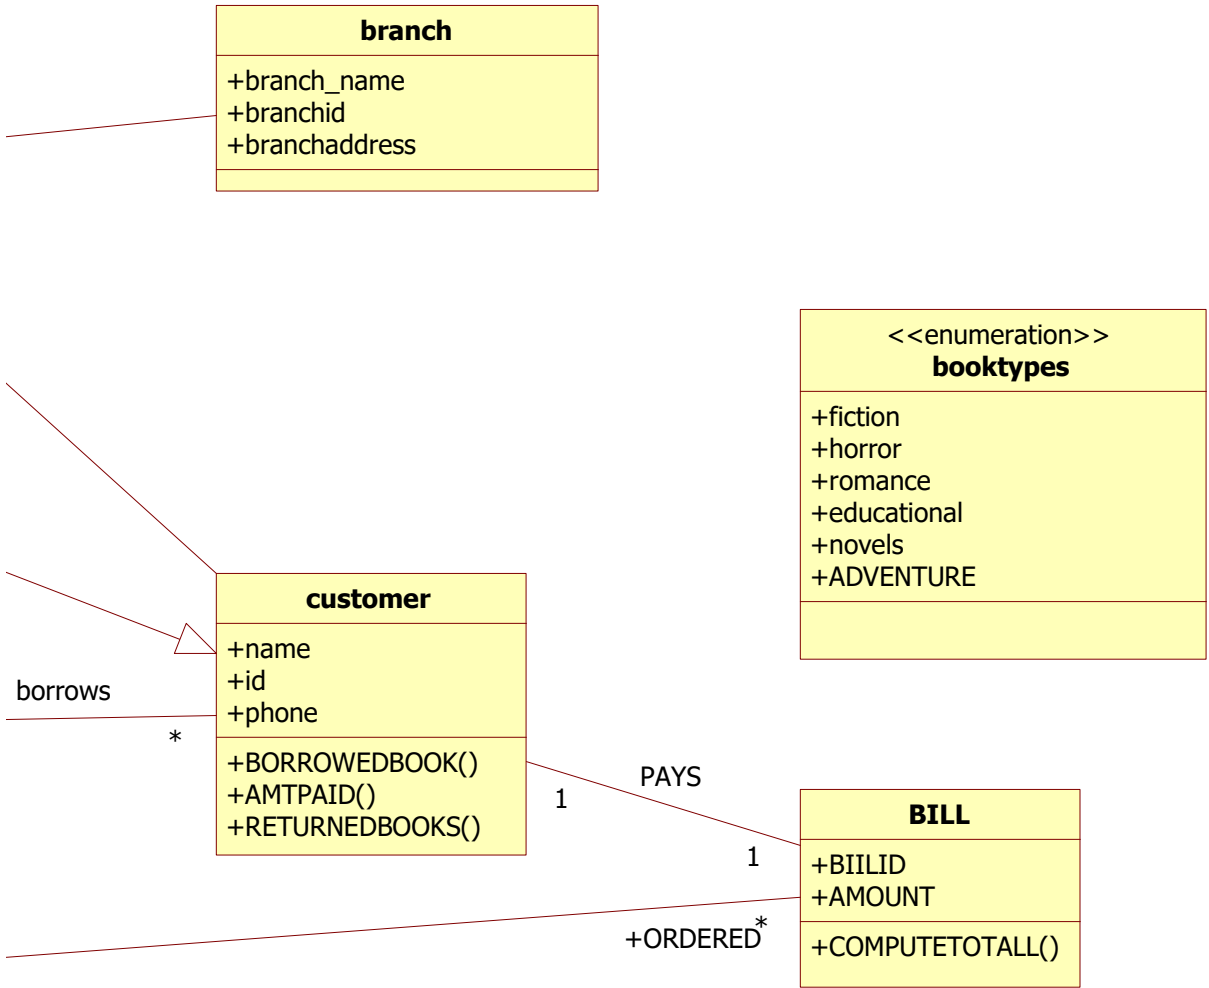 branch
+branch_name
+branchid
+branchaddress
<<enumeration>>
booktypes
+fiction
+horror
+romance
+educational
+novels
+ADVENTURE
customer
+name
+id
+phone
+BORROWEDBOOK()
+AMTPAID()
+RETURNEDBOOKS()
borrows
*
PAYS
1
1
BILL
+BIILID
+AMOUNT
+COMPUTETOTALL()
*
+ORDERED